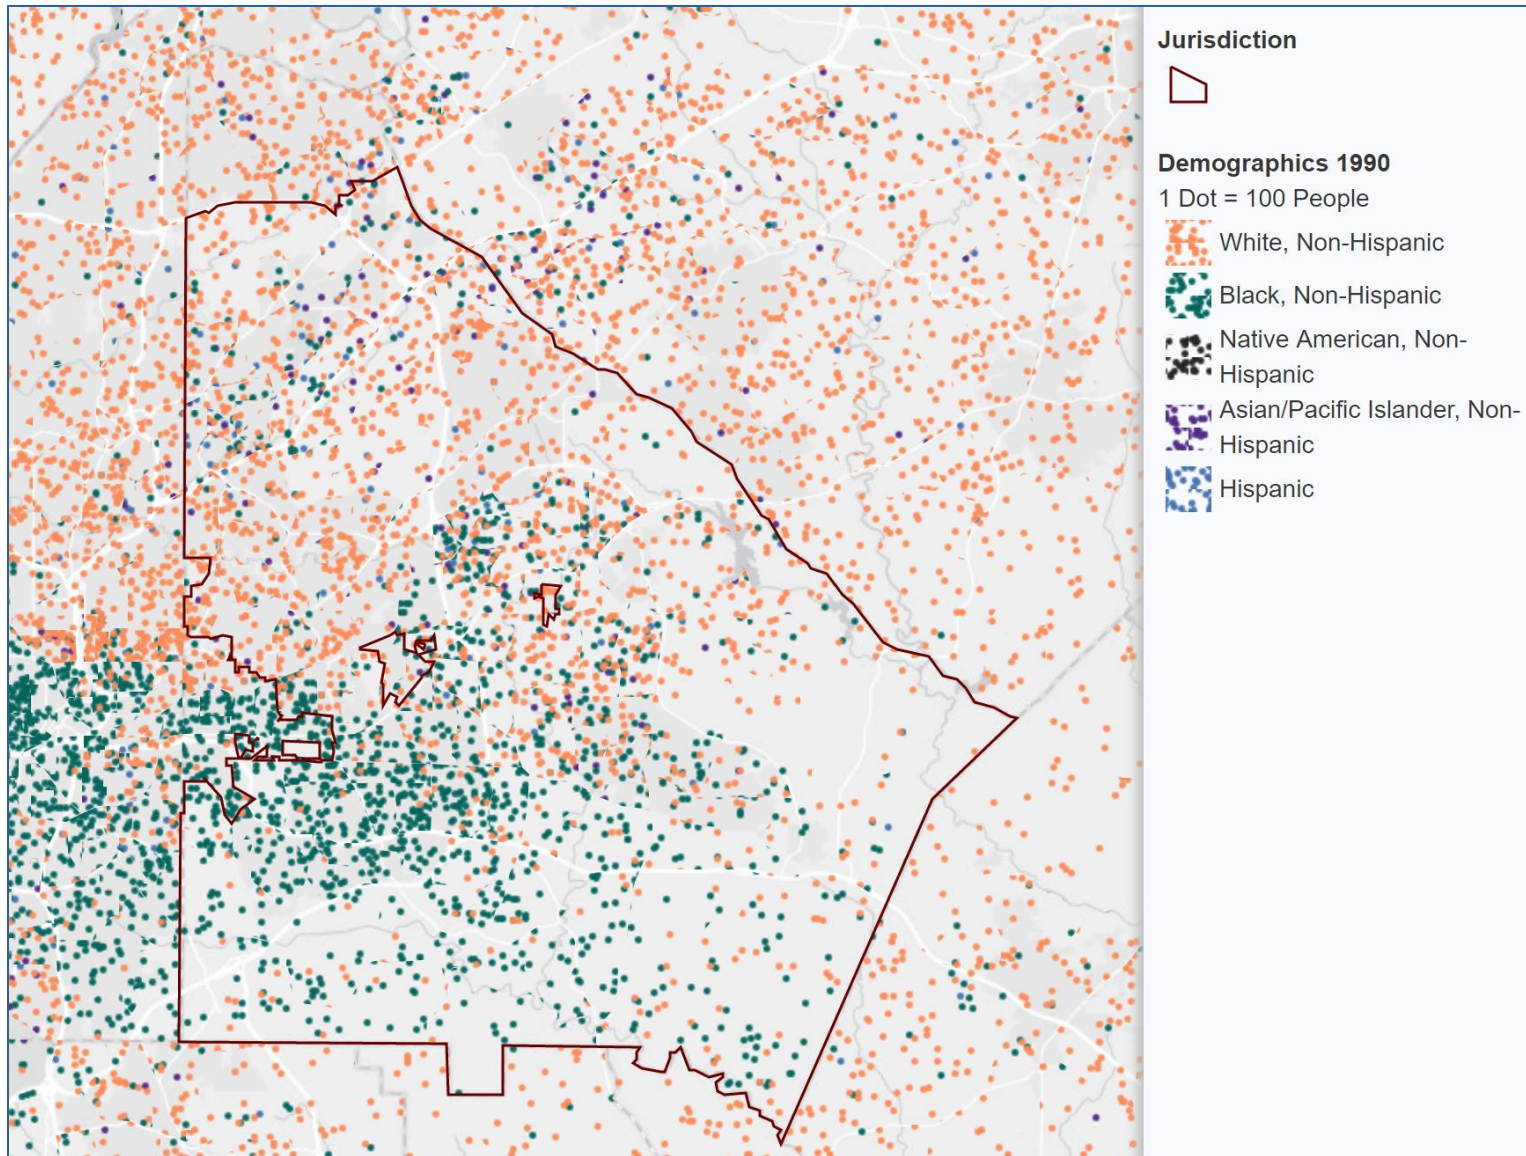 Jurisdiction
Demographics 1990
1 Dot = 100 People
White, Non-Hispanic
Black, Non-Hispanic
Native American, Non-
Hispanic
Asian/Pacific Islander, Non-
Hispanic
Hispanic